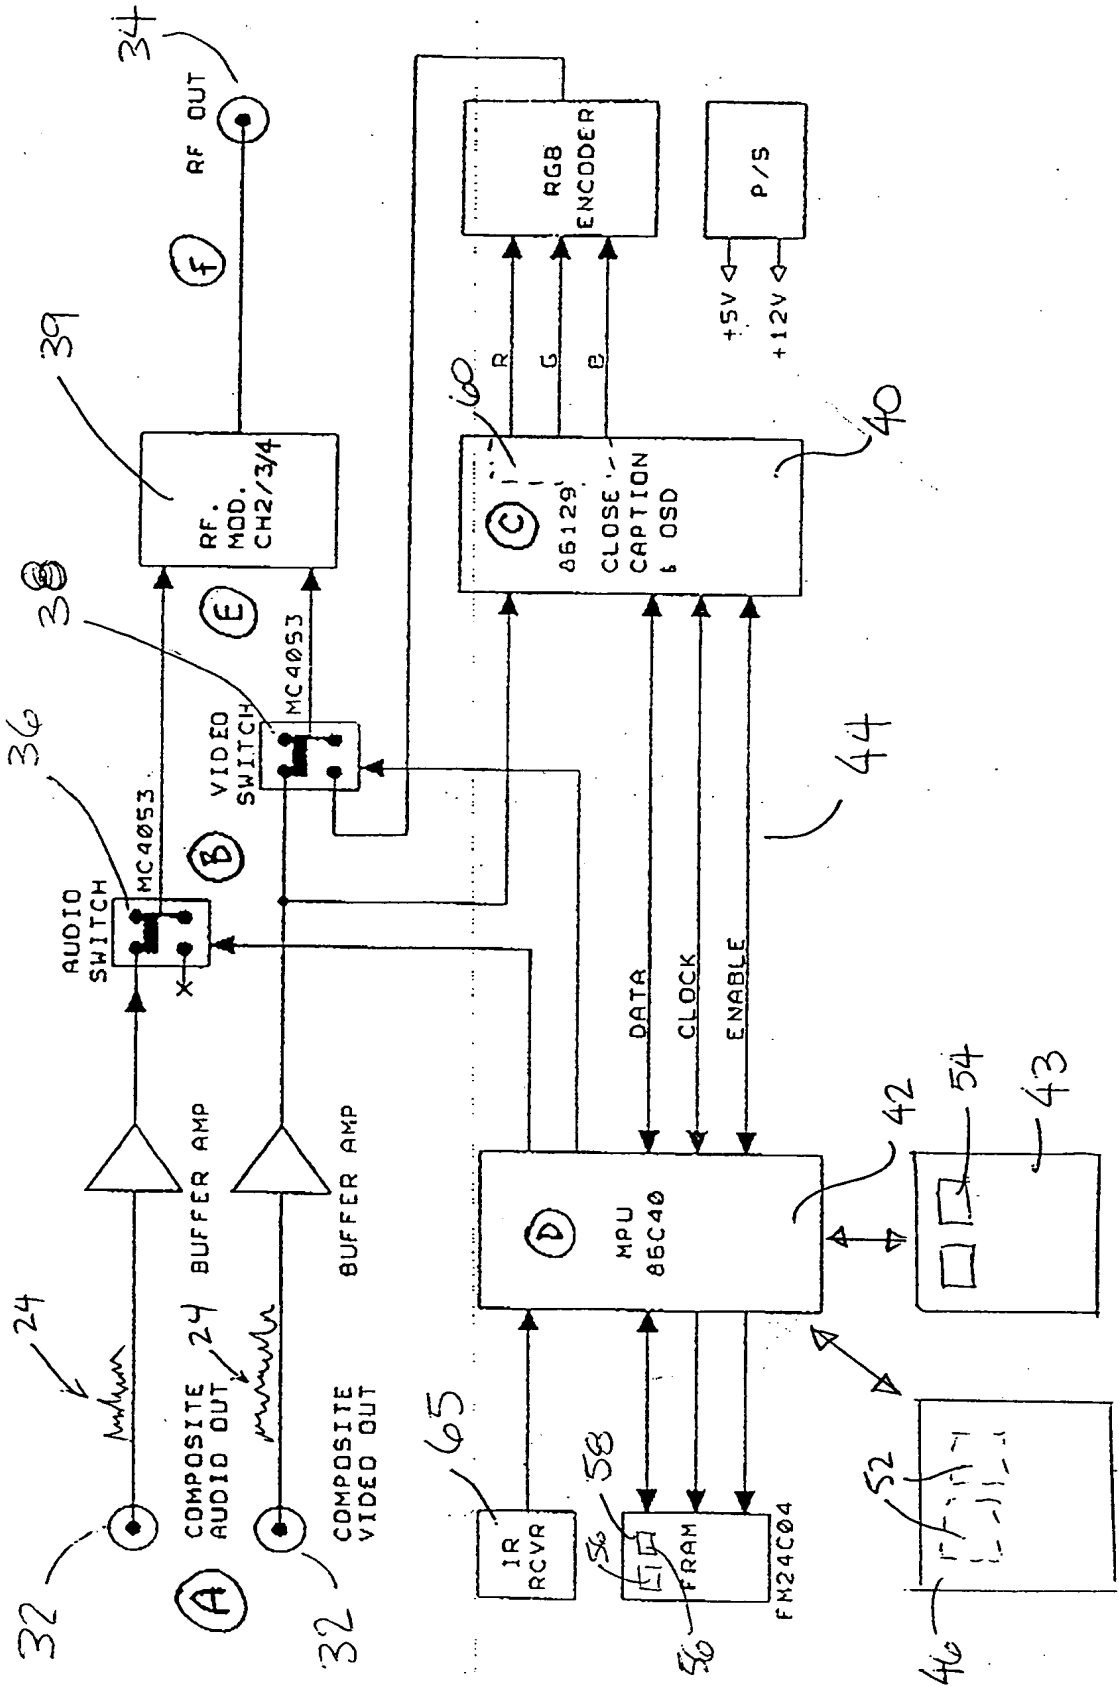 32
24
COMPOSITE
AUDIO OUT
A
32
24
COMPOSITE
VIDEO OUT
BUFFER AMP
BUFFER AMP
AUDIO
SWITCH
36
MC4053
B
VIDEO
SWITCH
38
MC4053
E
39
RF.
MOD.
CH2/3/4
F
RF OUT
34
65
IR
RCVR
56
58
FRAM
56
FM24C04
D
MPU
86C40
42
DATA
CLOCK
ENABLE
44
C
60
86129
CLOSE
CAPTION
& OSD
40
R
G
B
RGB
ENCODER
+5V
+12V
P/S
46
52
54
43